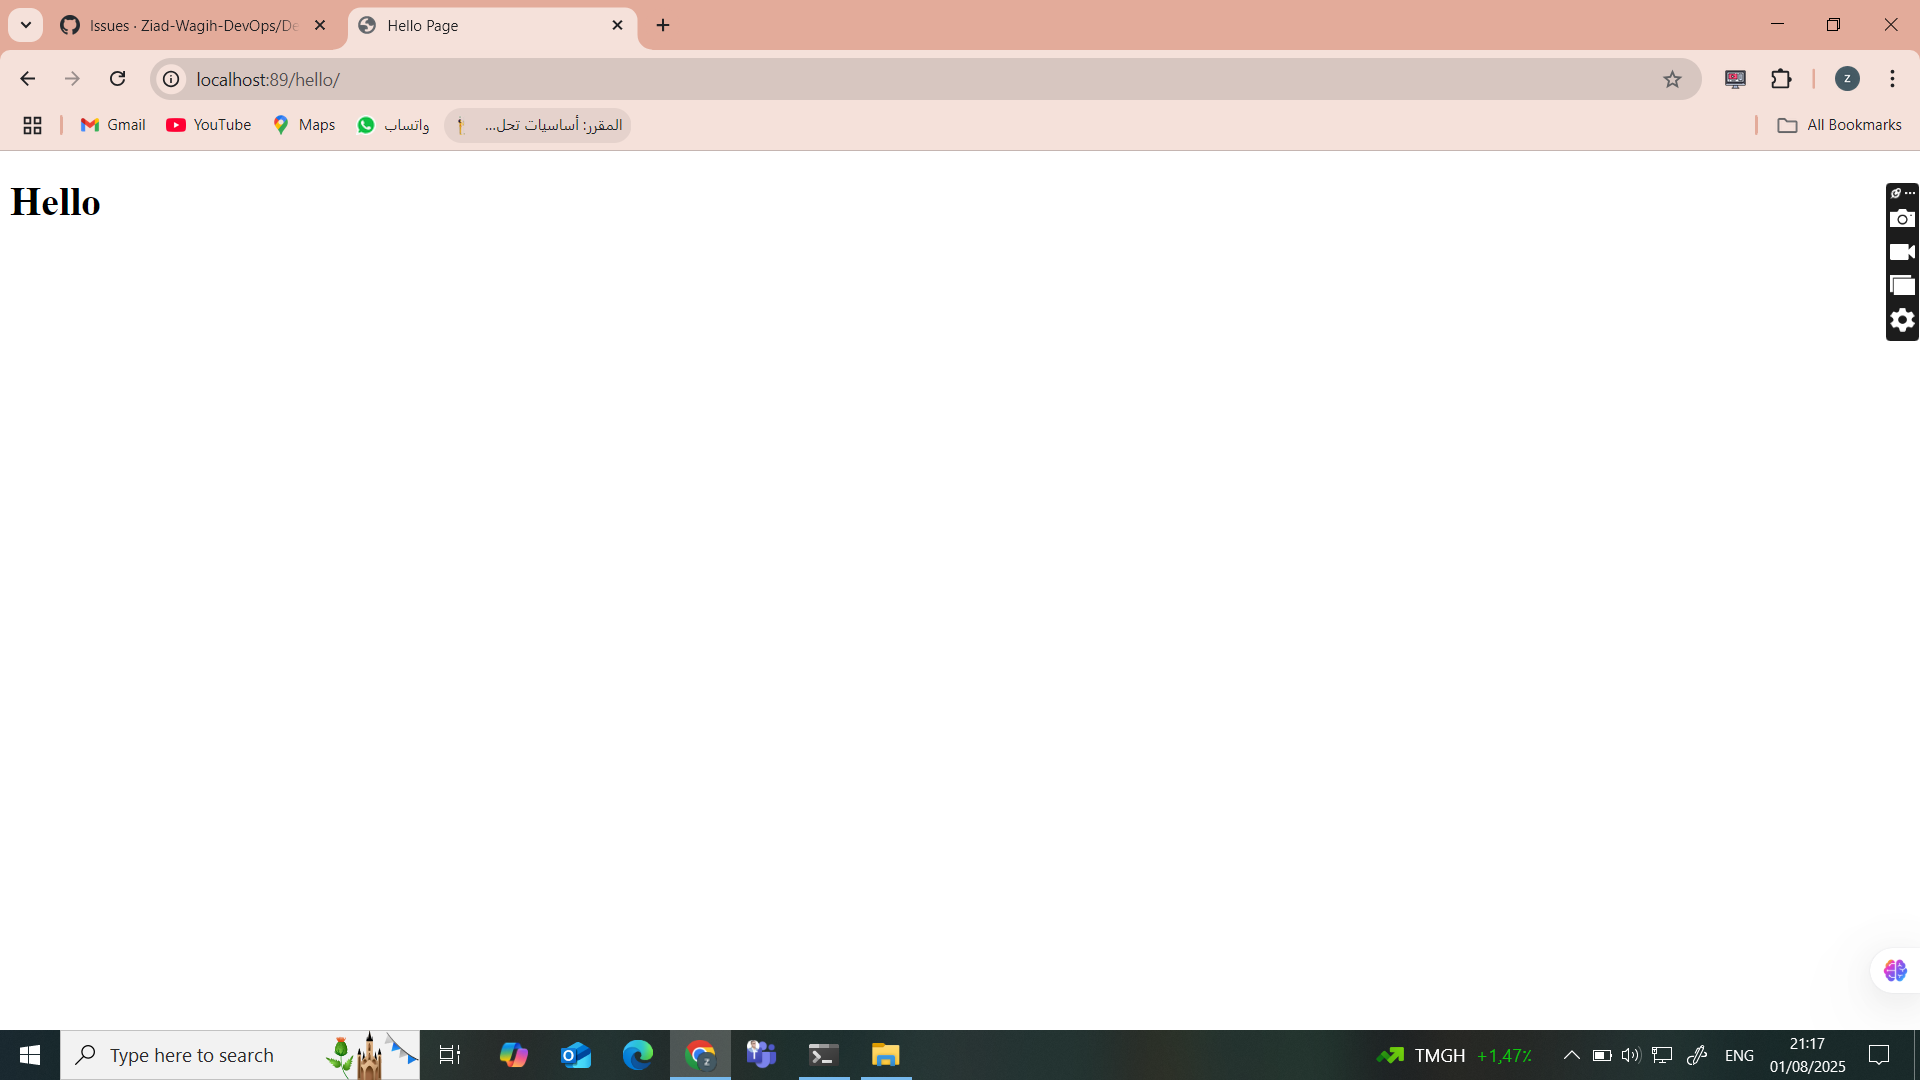 Issues · Ziad-Wagih-DevOps/De
Hello Page
localhost:89/hello/
Gmail
YouTube
Maps
واتساب
المقرر: أساسيات تحل...
All Bookmarks
z
Hello
Type here to search
TMGH +1,47%
ENG
21:17
01/08/2025